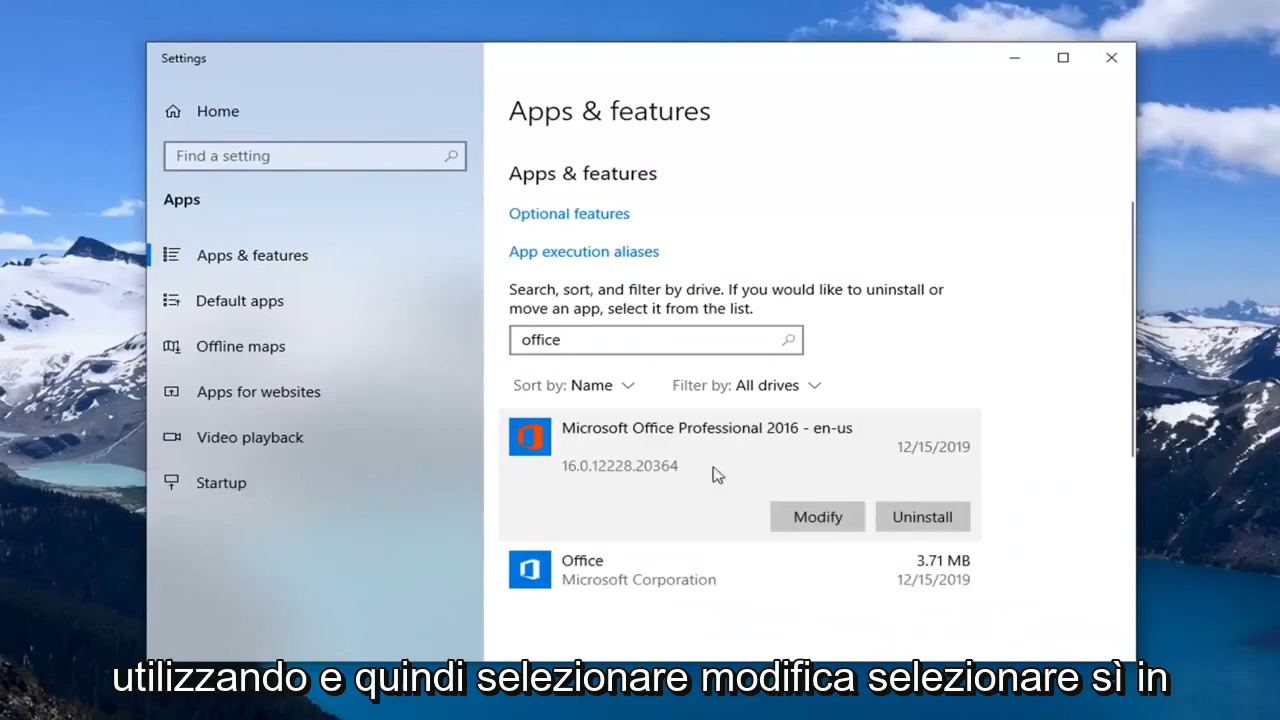 Settings
Home
Find a setting
Apps
Apps & features
Default apps
Offline maps
Apps for websites
Video playback
Startup
Apps & features
Apps & features
Optional features
App execution aliases
Search, sort, and filter by drive. If you would like to uninstall or
move an app, select it from the list.
office
Sort by: Name Filter by: All drives
Microsoft Office Professional 2016 - en-us
12/15/2019
16.0.12228.20364
Modify Uninstall
Office 3.71 MB
Microsoft Corporation 12/15/2019
utilizzando e quindi selezionare modifica selezionare sì in